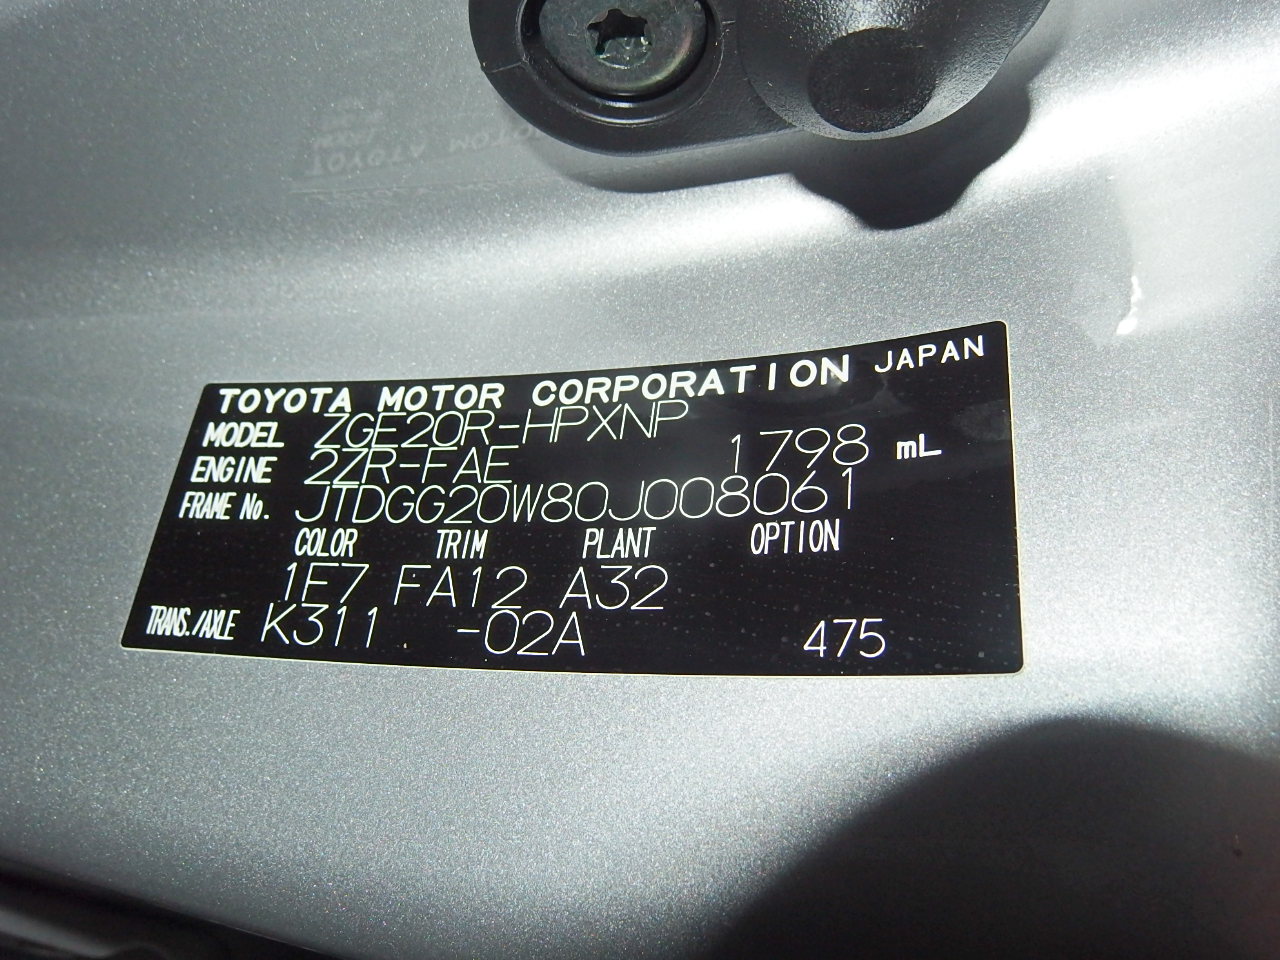 TOYOTA MOTOR CORPORATION JAPAN
MODEL ZGE20R-HPXNP
ENGINE 2ZR-FAE 1798 mL
FRAME No. JTDGG20W80J008061
COLOR TRIM PLANT OPTION
1F7 FA12 A32
TRANS./AXLE K311 -02A 475